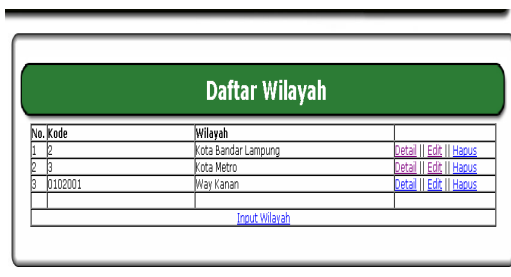 Daftar Wilayah
No. Kode Wilayah
1 2 Kota Bandar Lampung Detail || Edit || Hapus
2 3 Kota Metro Detail || Edit || Hapus
3 0102001 Way Kanan Detail || Edit || Hapus
Input Wilayah